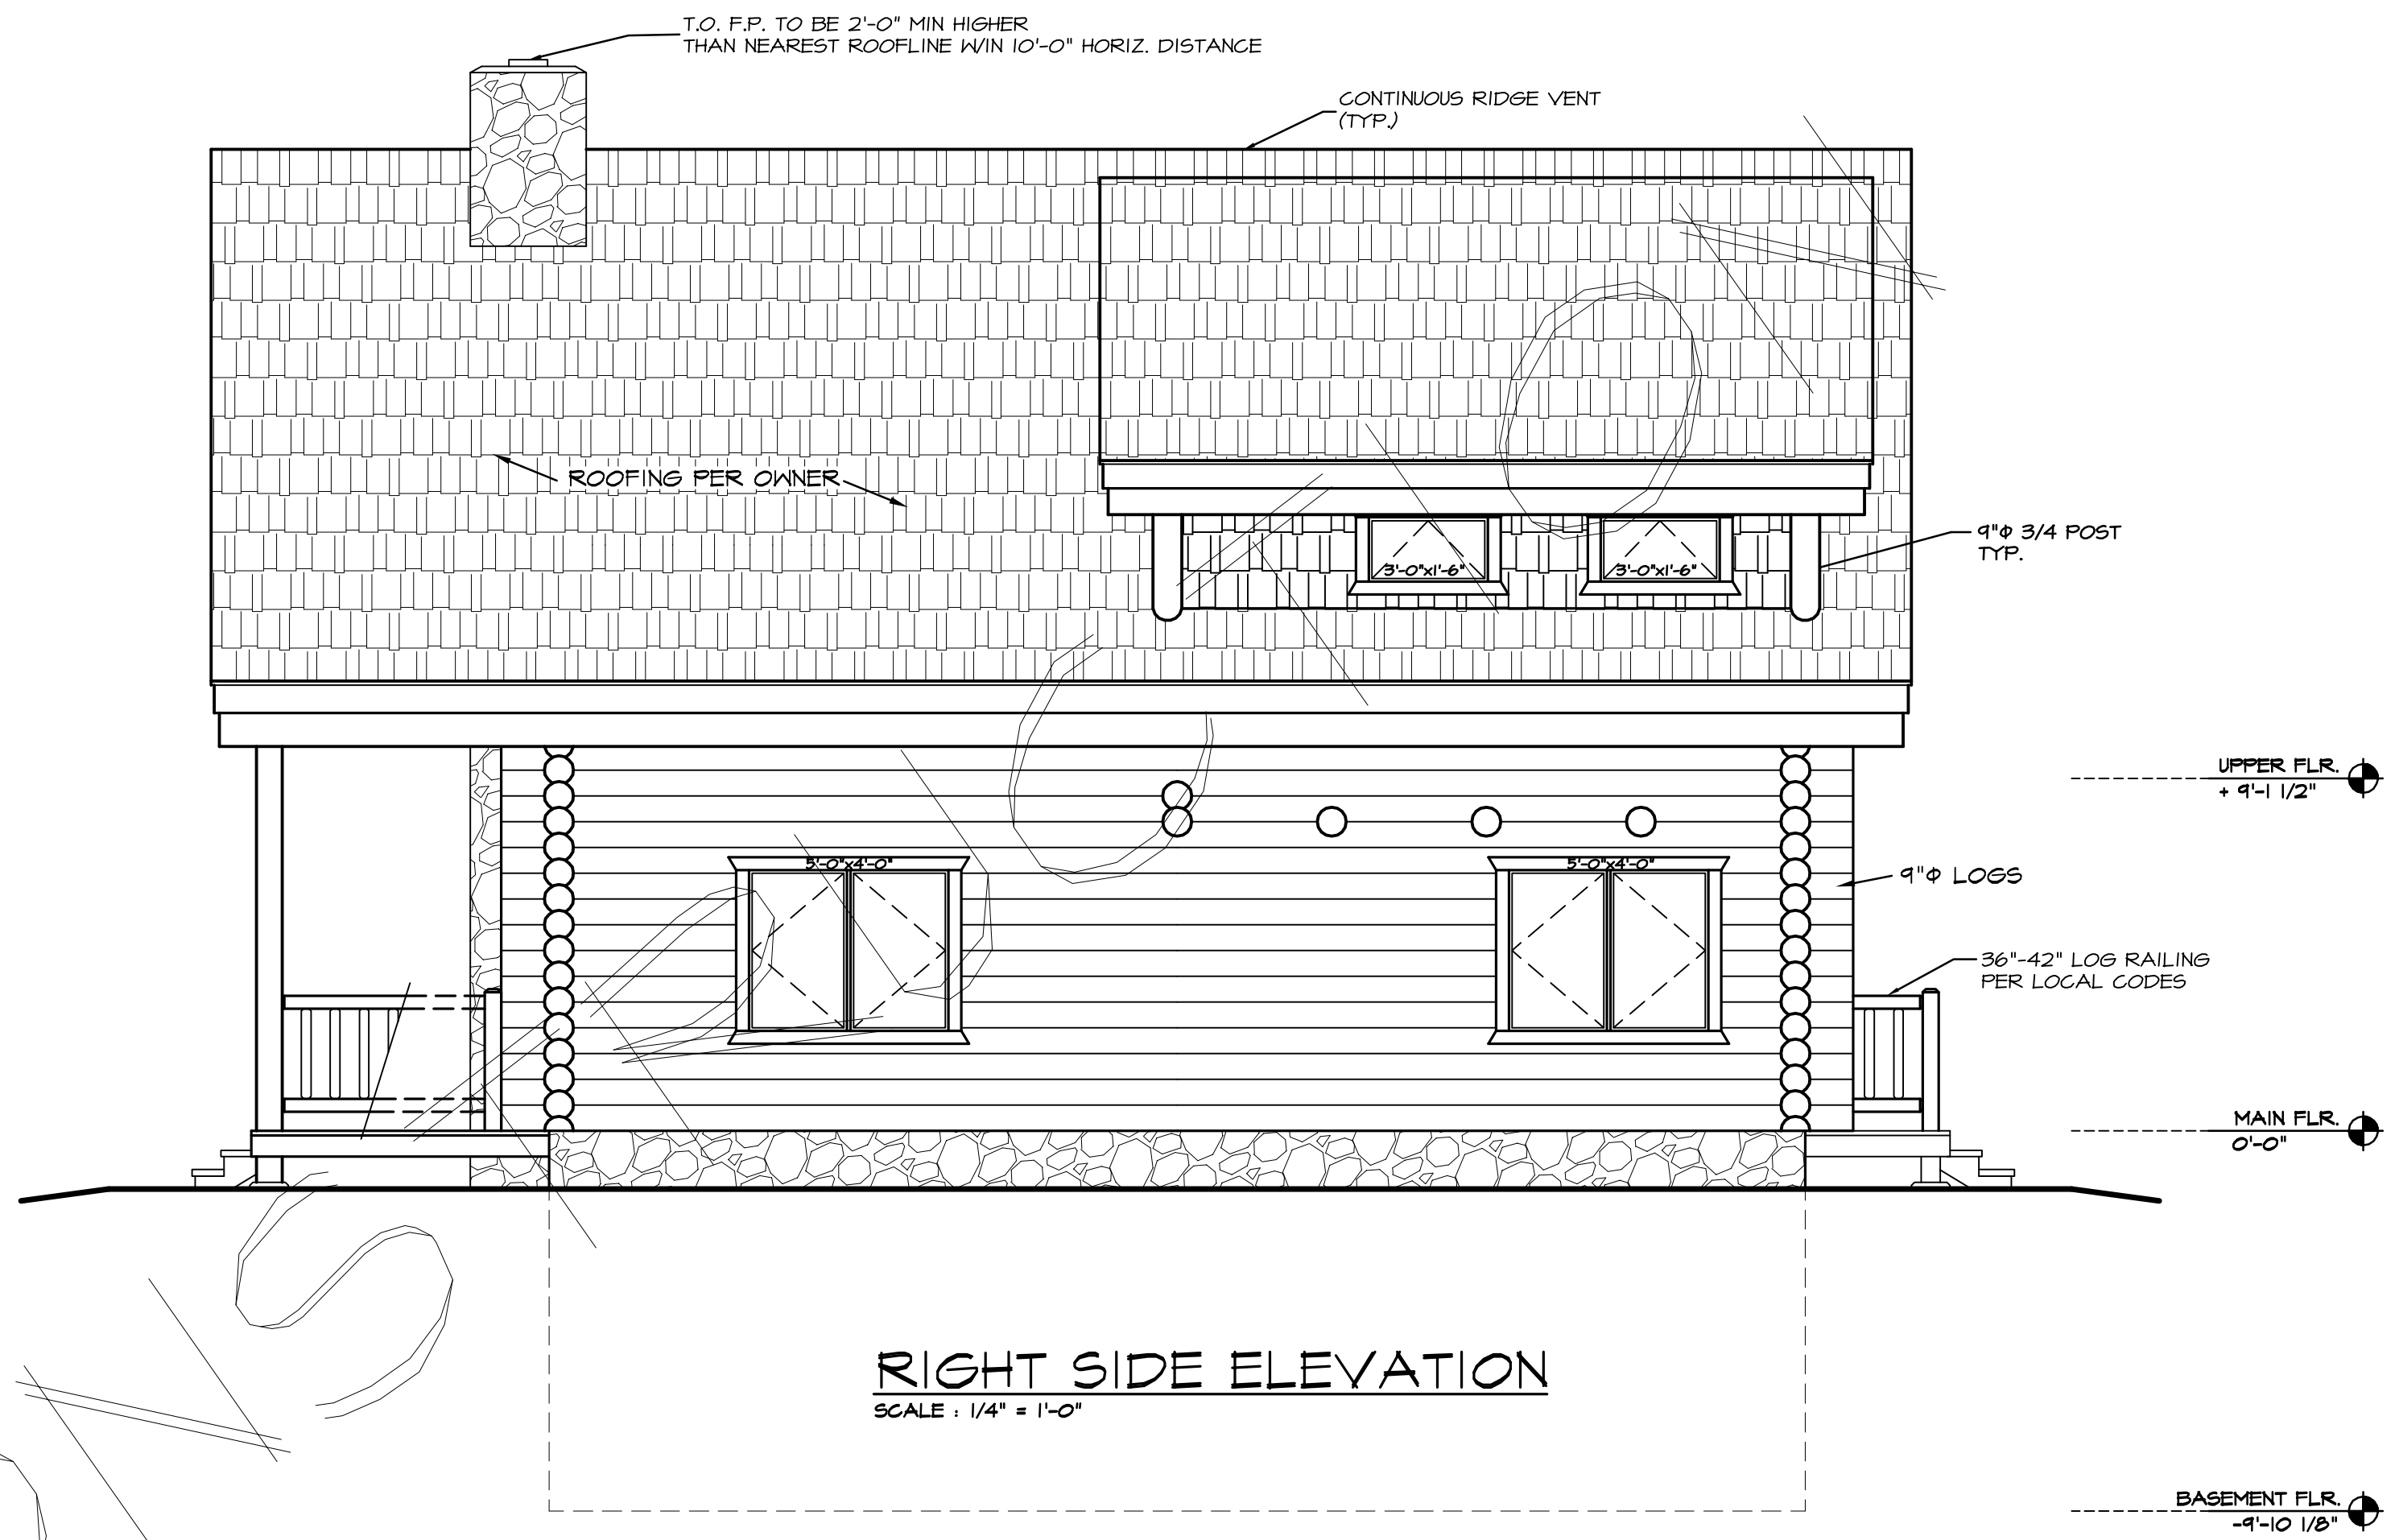 T.O. F.P. TO BE 2'-0" MIN HIGHER
THAN NEAREST ROOFLINE W/IN 10'-0" HORIZ. DISTANCE
CONTINUOUS RIDGE VENT
(TYP.)
ROOFING PER OWNER
9"Φ 3/4 POST
TYP.
3'-0"x1'-6"
3'-0"x1'-6"
UPPER FLR.
+ 9'-1 1/2"
5'-0"x4'-0"
5'-0"x4'-0"
9"Φ LOGS
36"-42" LOG RAILING
PER LOCAL CODES
MAIN FLR.
0'-0"
RIGHT SIDE ELEVATION
SCALE : 1/4" = 1'-0"
BASEMENT FLR.
-9'-10 1/8"